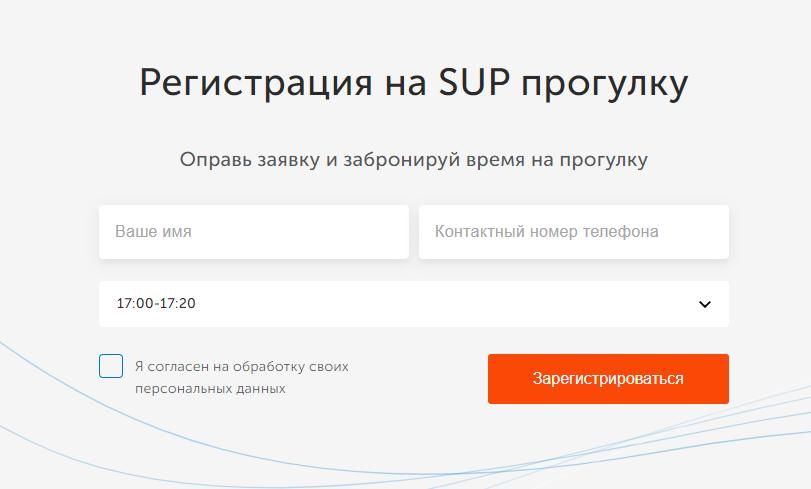 Регистрация на SUP прогулку
Оправь заявку и забронируй время на прогулку
Ваше имя
Контактный номер телефона
17:00-17:20
Я согласен на обработку своих
персональных данных
Зарегистрироваться